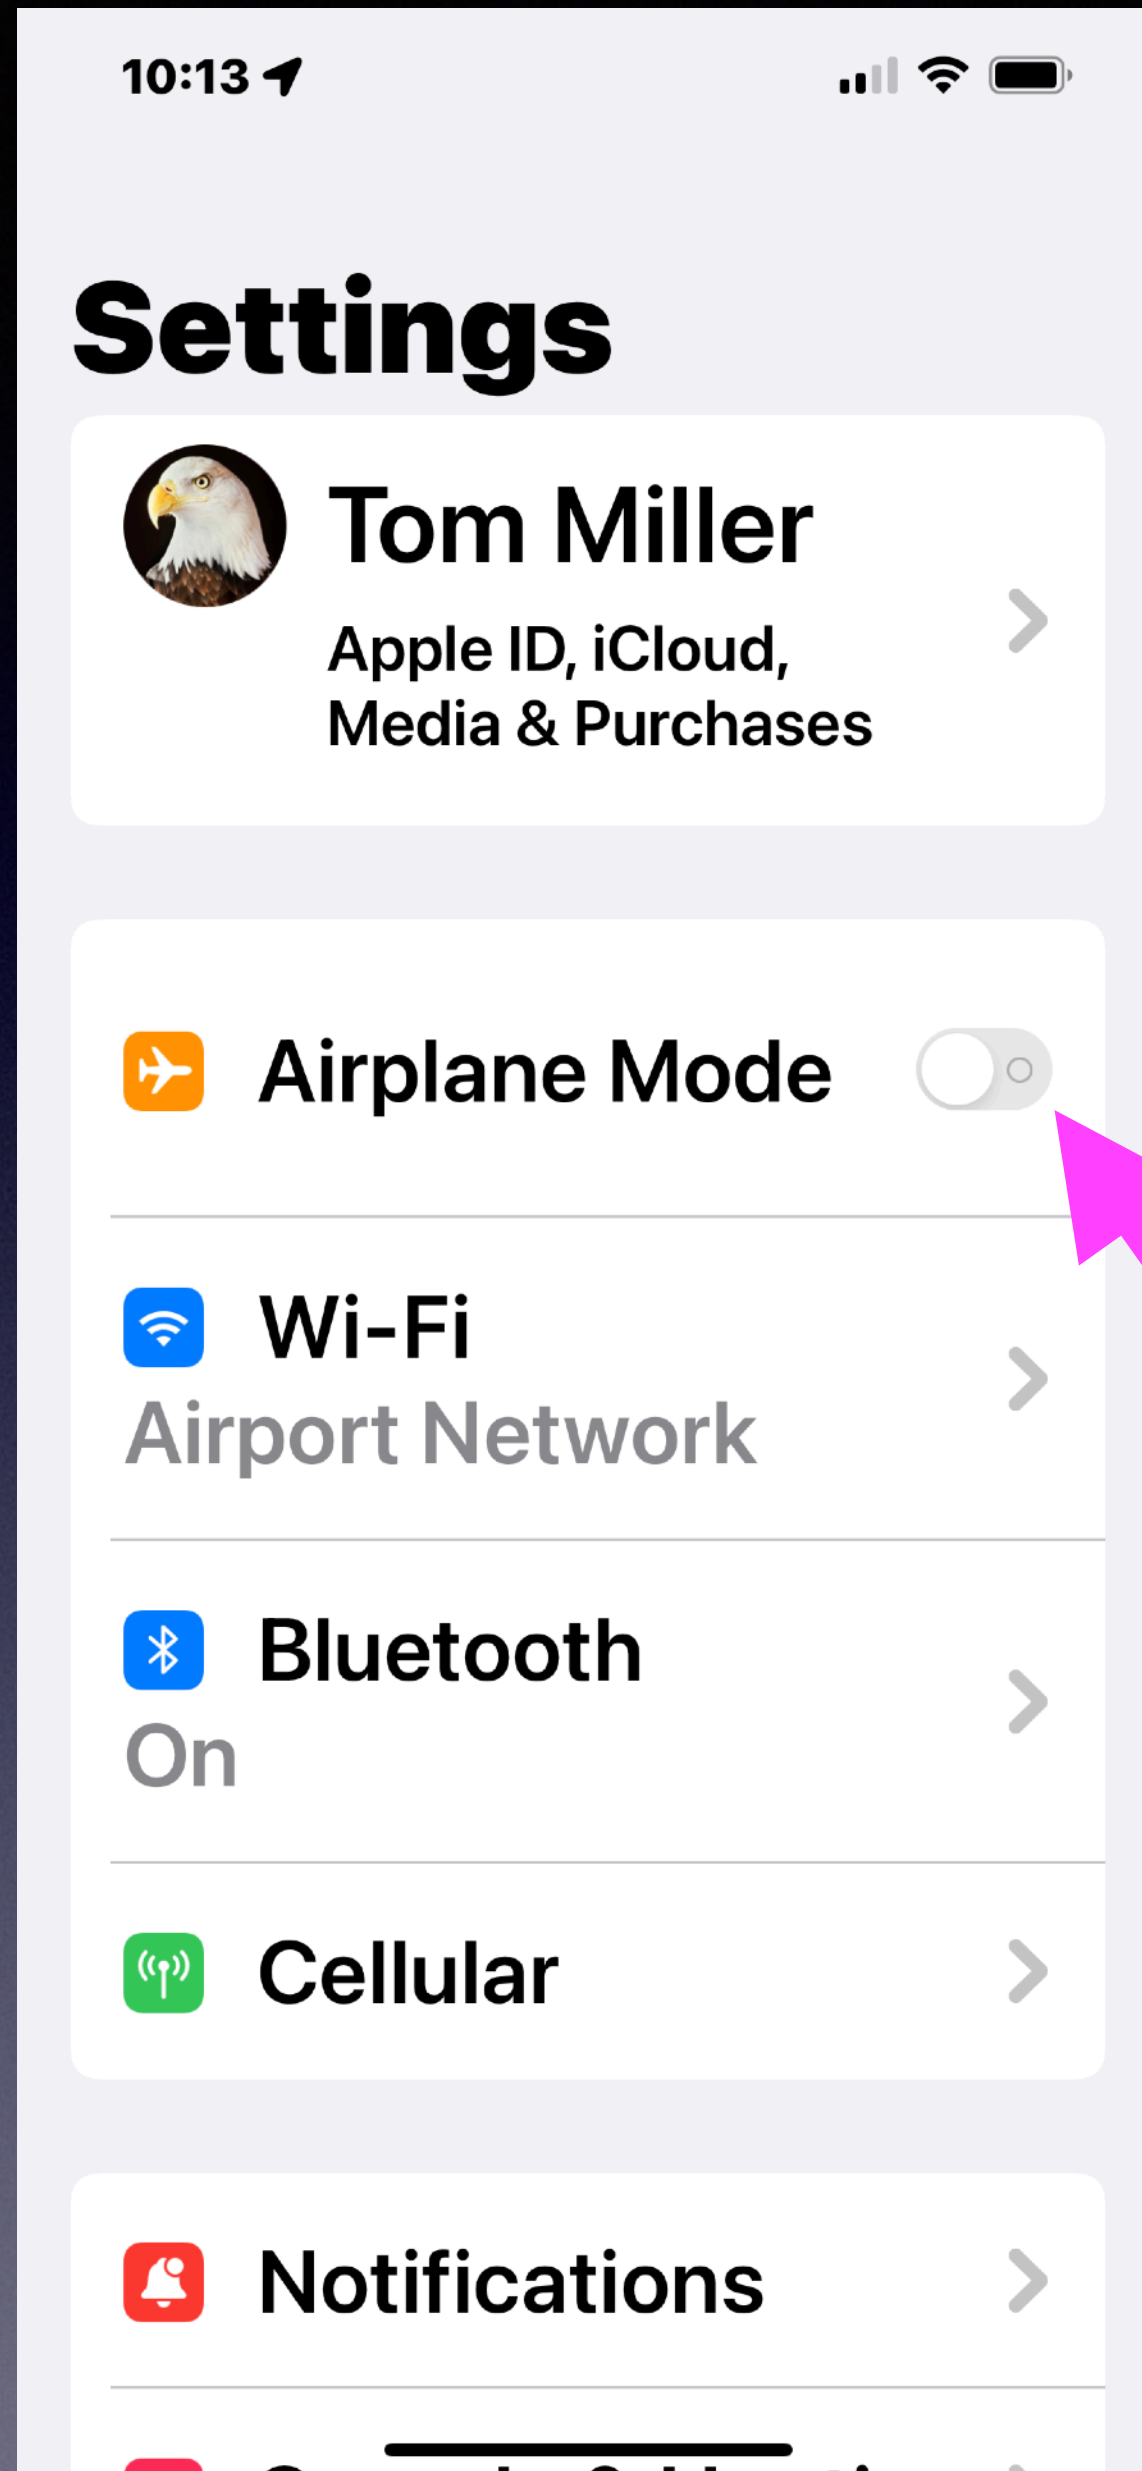 10:13
Settings
Tom Miller
Apple ID, iCloud,
Media & Purchases
Airplane Mode
Wi-Fi
Airport Network
Bluetooth
On
Cellular
Notifications